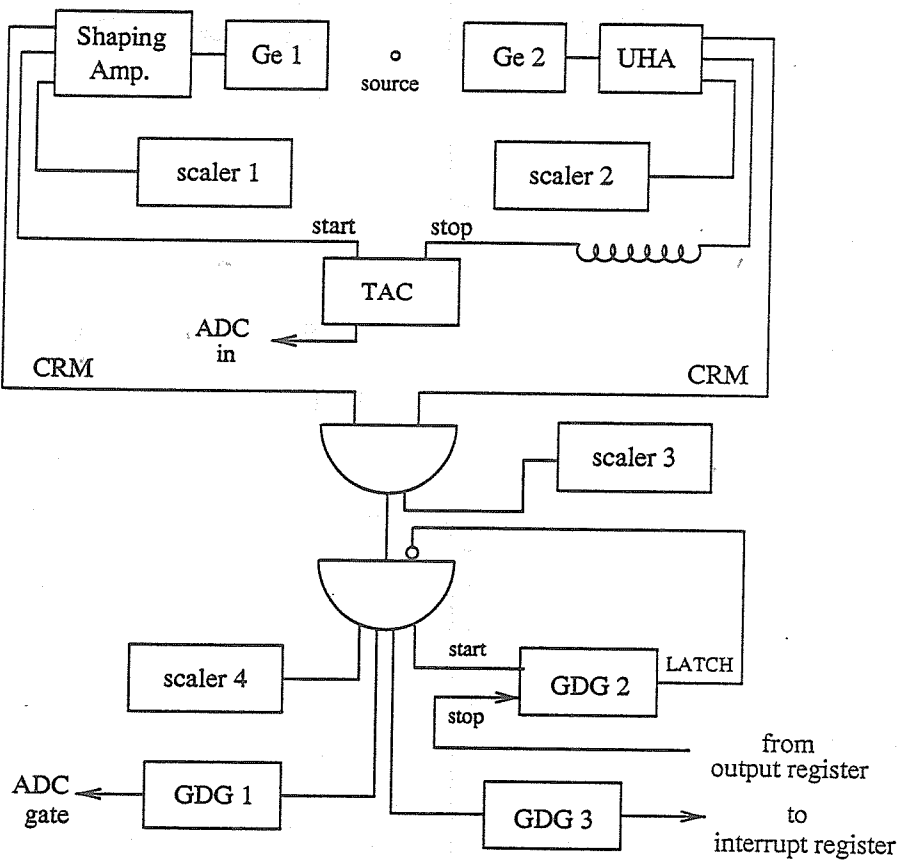 Shaping
Amp.
Ge 1
source
Ge 2
UHA
scaler 1
scaler 2
start
stop
TAC
ADC
in
CRM
CRM
scaler 3
scaler 4
start
GDG 2
LATCH
stop
from
output register
ADC
gate
GDG 1
GDG 3
to
interrupt register